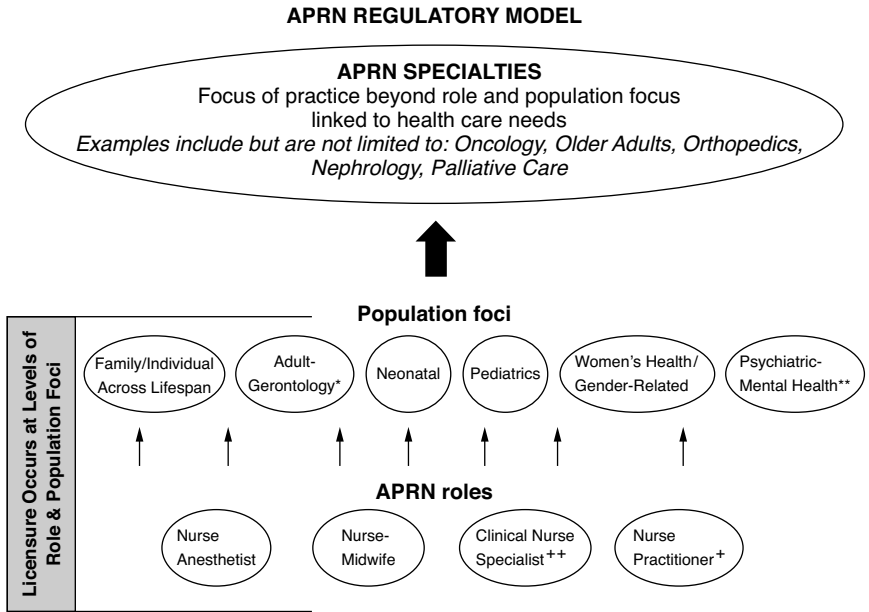 APRN REGULATORY MODEL
APRN SPECIALTIES
Focus of practice beyond role and population focus
linked to health care needs
Examples include but are not limited to: Oncology, Older Adults, Orthopedics,
Nephrology, Palliative Care
Licensure Occurs at Levels of
Role & Population Foci
Population foci
Family/Individual
Across Lifespan
Adult-
Gerontology*
Neonatal
Pediatrics
Women's Health/
Gender-Related
Psychiatric-
Mental Health**
APRN roles
Nurse
Anesthetist
Nurse-
Midwife
Clinical Nurse
Specialist++
Nurse
Practitioner+